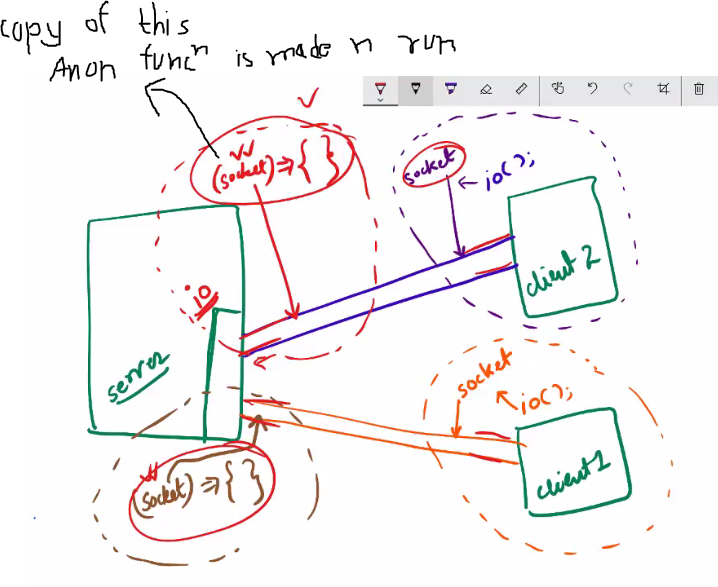 copy of this
Anon funcⁿ is made n run
(socket)=>{ }
socket
io();
client 2
io
server
socket
io();
(socket)=>{ }
client 1